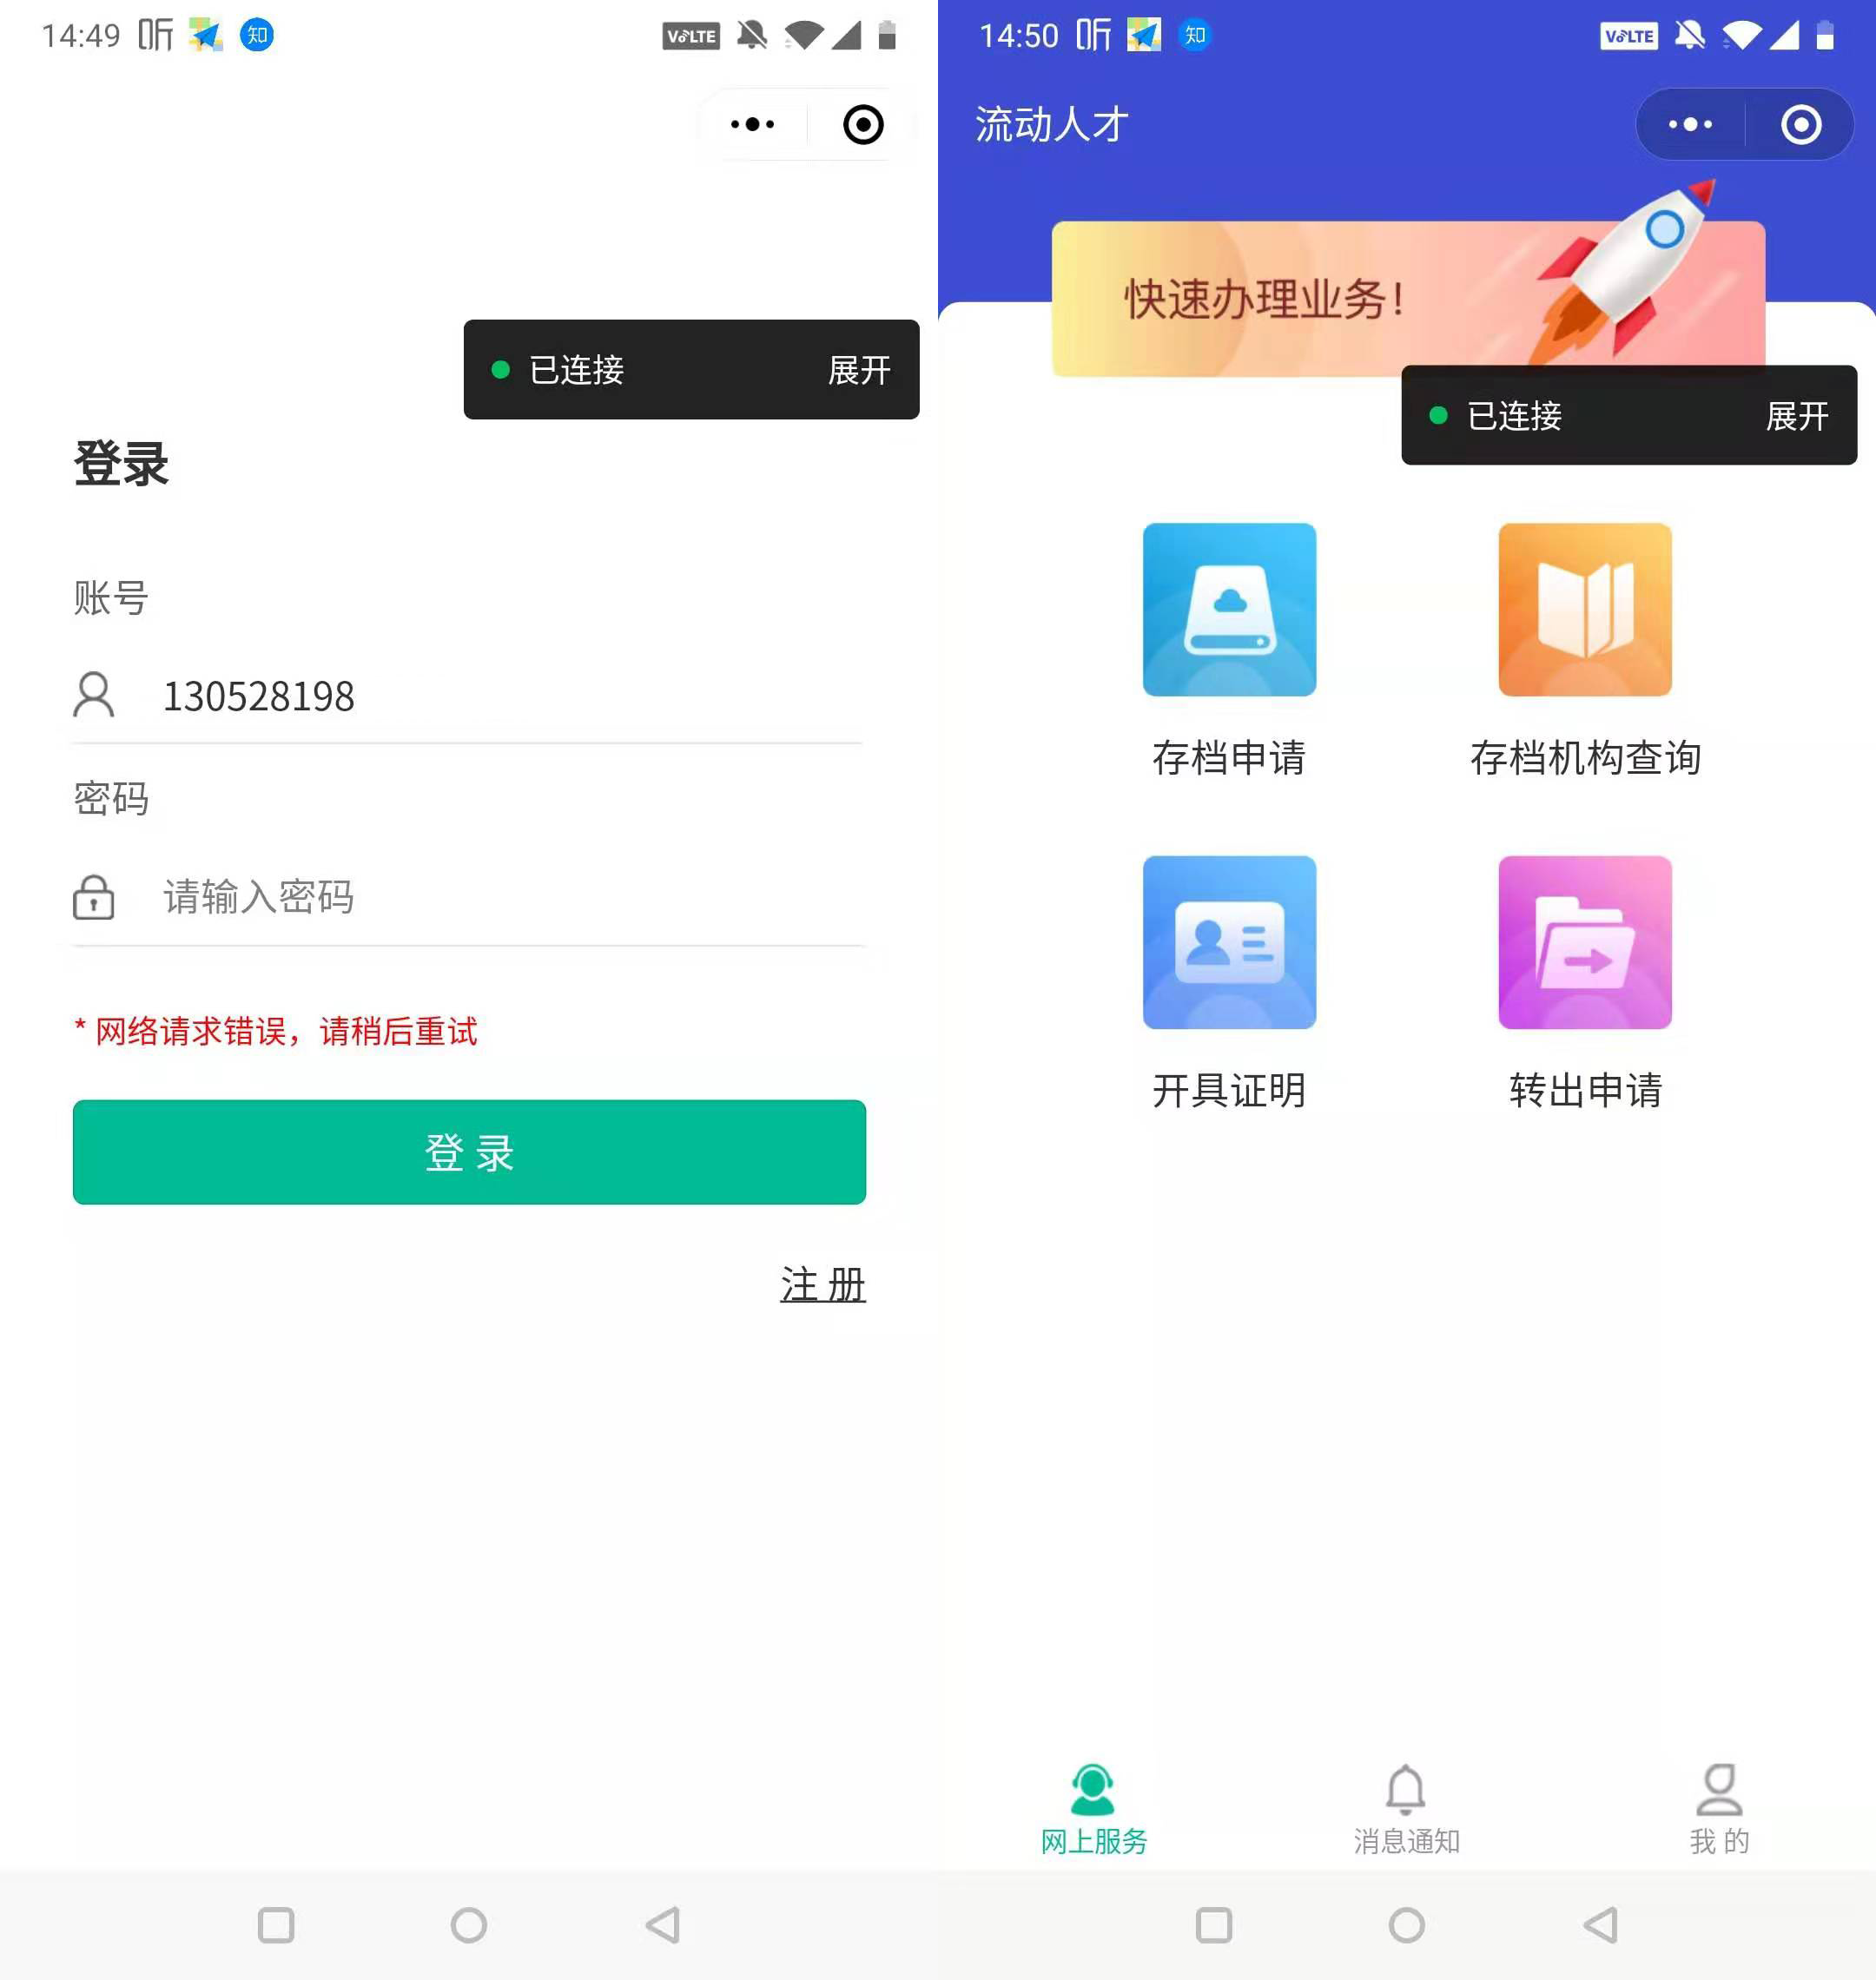 14:49 听 知 VoLTE
已连接 展开
登录
账号
130528198
密码
请输入密码
* 网络请求错误，请稍后重试
登 录
注 册
14:50 听 知 VoLTE
流动人才
快速办理业务！
已连接 展开
存档申请 存档机构查询
开具证明 转出申请
网上服务 消息通知 我 的